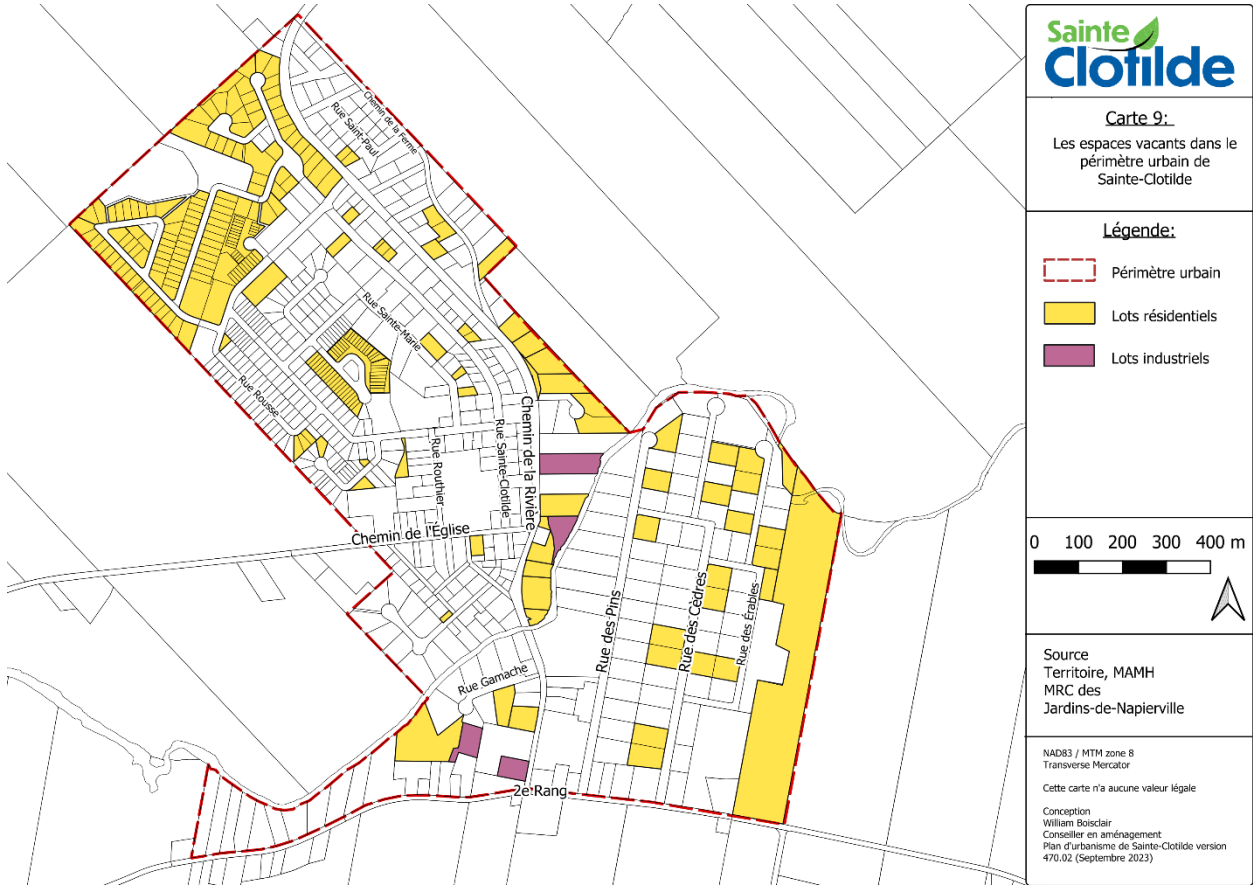 Chemin de la Ferme
Rue Saint-Paul
Rue Sainte-Marie
Rue Rousse
Rue Routhier
Rue Sainte-Clotilde
Chemin de la Rivière
Chemin de l'Église
Rue des Pins
Rue des Cèdres
Rue des Érables
Rue Gamache
2e Rang
Sainte
Clotilde
Carte 9:
Les espaces vacants dans le
périmètre urbain de
Sainte-Clotilde
Légende:
Périmètre urbain
Lots résidentiels
Lots industriels
0 100 200 300 400 m
Source
Territoire, MAMH
MRC des
Jardins-de-Napierville
NAD83 / MTM zone 8
Transverse Mercator
Cette carte n'a aucune valeur légale
Conception
William Boisclair
Conseiller en aménagement
Plan d'urbanisme de Sainte-Clotilde version
470.02 (Septembre 2023)